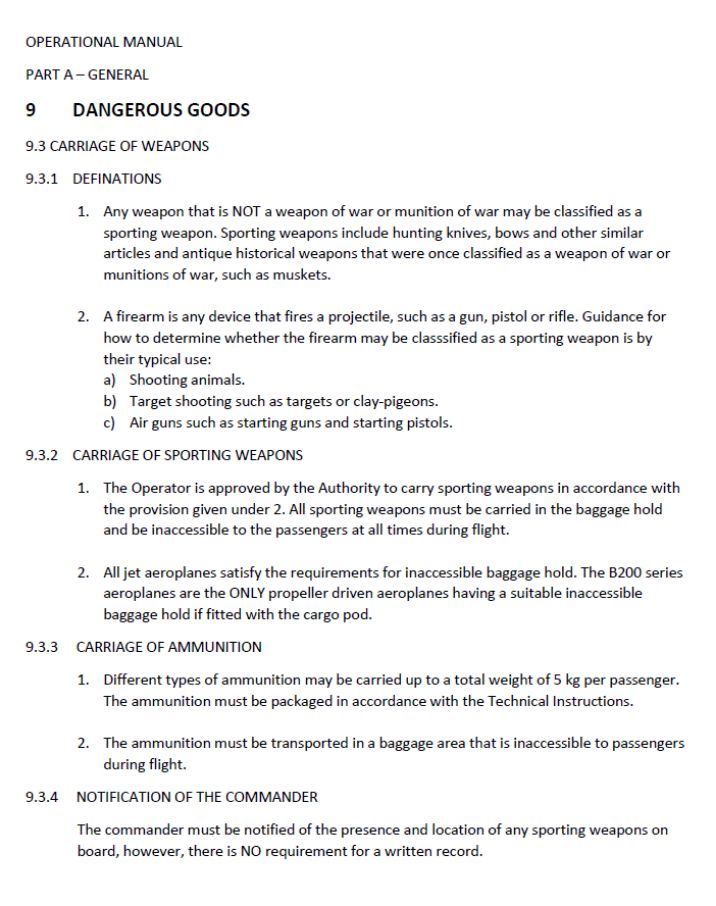 OPERATIONAL MANUAL
PART A – GENERAL
9 DANGEROUS GOODS
9.3 CARRIAGE OF WEAPONS
9.3.1 DEFINATIONS
1. Any weapon that is NOT a weapon of war or munition of war may be classified as a
sporting weapon. Sporting weapons include hunting knives, bows and other similar
articles and antique historical weapons that were once classified as a weapon of war or
munitions of war, such as muskets.
2. A firearm is any device that fires a projectile, such as a gun, pistol or rifle. Guidance for
how to determine whether the firearm may be classsified as a sporting weapon is by
their typical use:
a) Shooting animals.
b) Target shooting such as targets or clay-pigeons.
c) Air guns such as starting guns and starting pistols.
9.3.2 CARRIAGE OF SPORTING WEAPONS
1. The Operator is approved by the Authority to carry sporting weapons in accordance with
the provision given under 2. All sporting weapons must be carried in the baggage hold
and be inaccessible to the passengers at all times during flight.
2. All jet aeroplanes satisfy the requirements for inaccessible baggage hold. The B200 series
aeroplanes are the ONLY propeller driven aeroplanes having a suitable inaccessible
baggage hold if fitted with the cargo pod.
9.3.3 CARRIAGE OF AMMUNITION
1. Different types of ammunition may be carried up to a total weight of 5 kg per passenger.
The ammunition must be packaged in accordance with the Technical Instructions.
2. The ammunition must be transported in a baggage area that is inaccessible to passengers
during flight.
9.3.4 NOTIFICATION OF THE COMMANDER
The commander must be notified of the presence and location of any sporting weapons on
board, however, there is NO requirement for a written record.